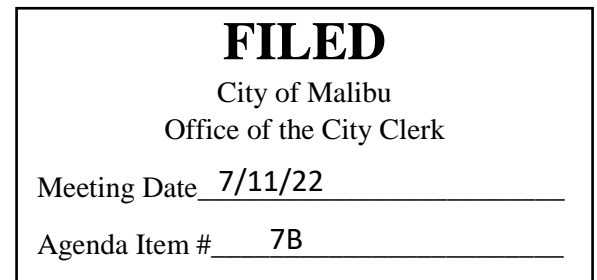 FILED
City of Malibu
Office of the City Clerk
Meeting Date 7/11/22
Agenda Item # 7B